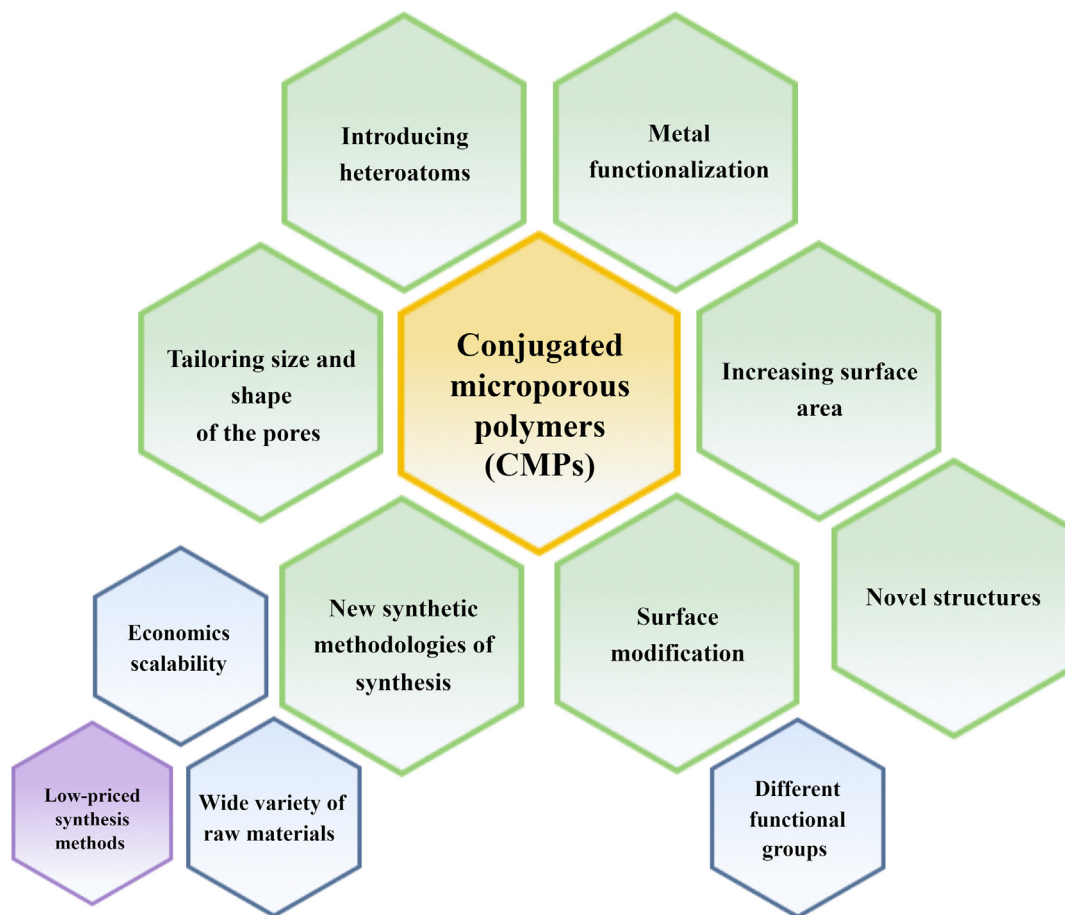 Introducing
heteroatoms
Metal
functionalization
Tailoring size and
shape
of the pores
Conjugated
microporous
polymers
(CMPs)
Increasing surface
area
Economics
scalability
New synthetic
methodologies of
synthesis
Surface
modification
Novel structures
Low-priced
synthesis
methods
Wide variety of
raw materials
Different
functional
groups